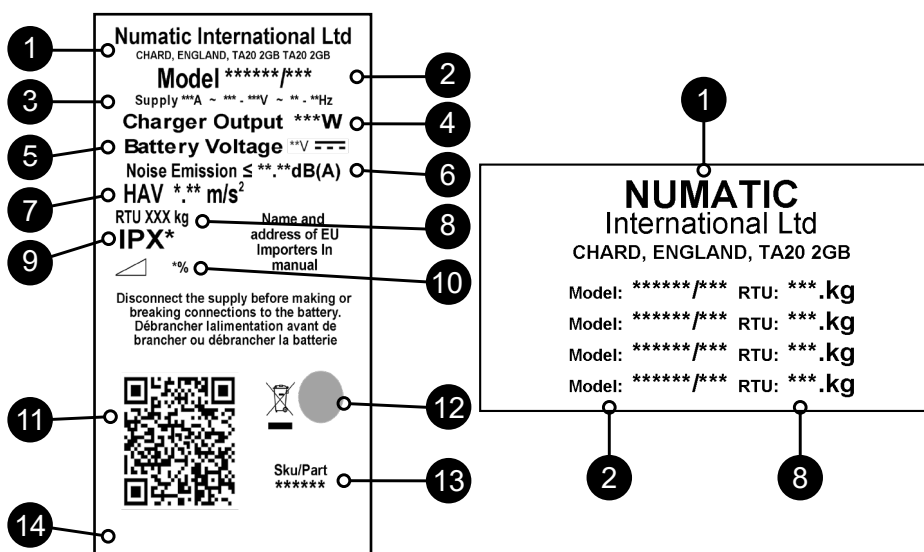 1
Numatic International Ltd
CHARD, ENGLAND, TA20 2GB TA20 2GB
2
Model ******/***
3
Supply ***A ~ *** - ***V ~ ** - **Hz
Charger Output ***W
4
5
Battery Voltage **V
Noise Emission ≤ **.**dB(A)
6
7
HAV *.** m/s²
RTU XXX kg
8
9
IPX*
Name and
address of EU
Importers In
manual
*%
10
Disconnect the supply before making or
breaking connections to the battery.
Débrancher lalimentation avant de
brancher ou débrancher la batterie
11
12
Sku/Part
******
13
14
1
NUMATIC
International Ltd
CHARD, ENGLAND, TA20 2GB
Model: ******/*** RTU: ***.kg
Model: ******/*** RTU: ***.kg
Model: ******/*** RTU: ***.kg
Model: ******/*** RTU: ***.kg
2
8